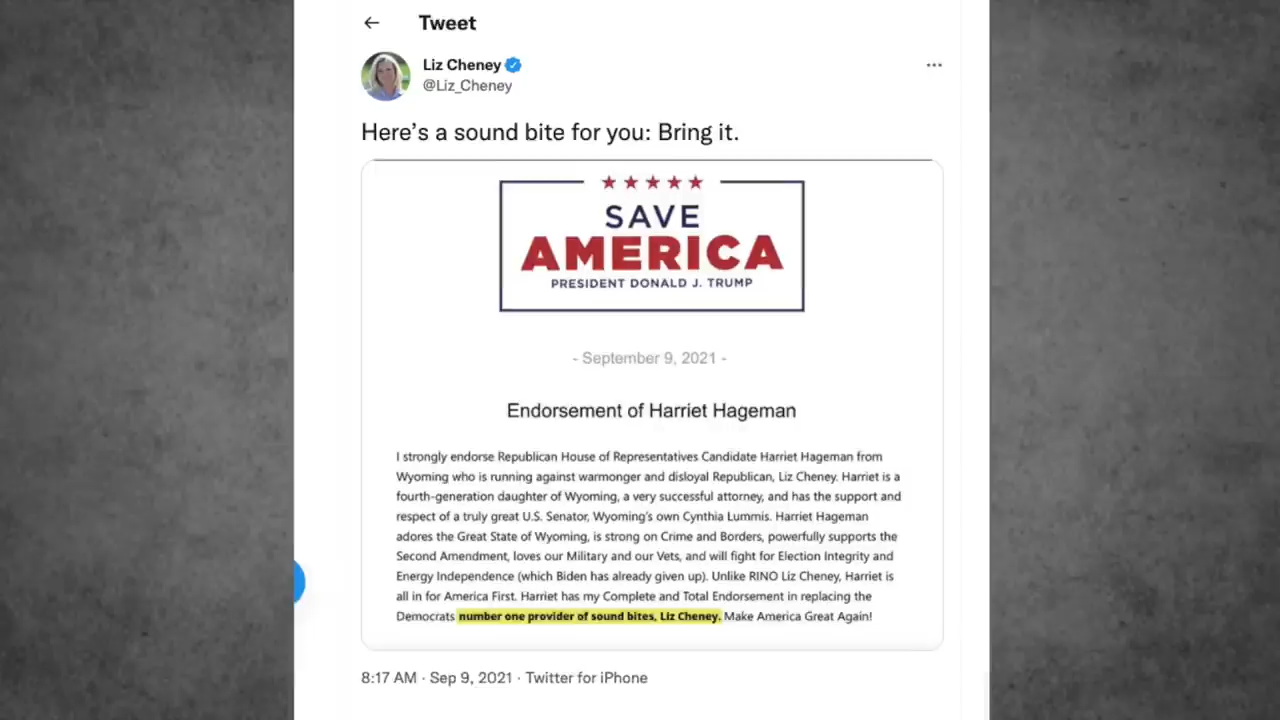 Tweet
Liz Cheney
@Liz_Cheney
Here’s a sound bite for you: Bring it.
SAVE
AMERICA
PRESIDENT DONALD J. TRUMP
- September 9, 2021 -
Endorsement of Harriet Hageman
I strongly endorse Republican House of Representatives Candidate Harriet Hageman from
Wyoming who is running against warmonger and disloyal Republican, Liz Cheney. Harriet is a
fourth-generation daughter of Wyoming, a very successful attorney, and has the support and
respect of a truly great U.S. Senator, Wyoming’s own Cynthia Lummis. Harriet Hageman
adores the Great State of Wyoming, is strong on Crime and Borders, powerfully supports the
Second Amendment, loves our Military and our Vets, and will fight for Election Integrity and
Energy Independence (which Biden has already given up). Unlike RINO Liz Cheney, Harriet is
all in for America First. Harriet has my Complete and Total Endorsement in replacing the
Democrats number one provider of sound bites, Liz Cheney. Make America Great Again!
8:17 AM · Sep 9, 2021 · Twitter for iPhone